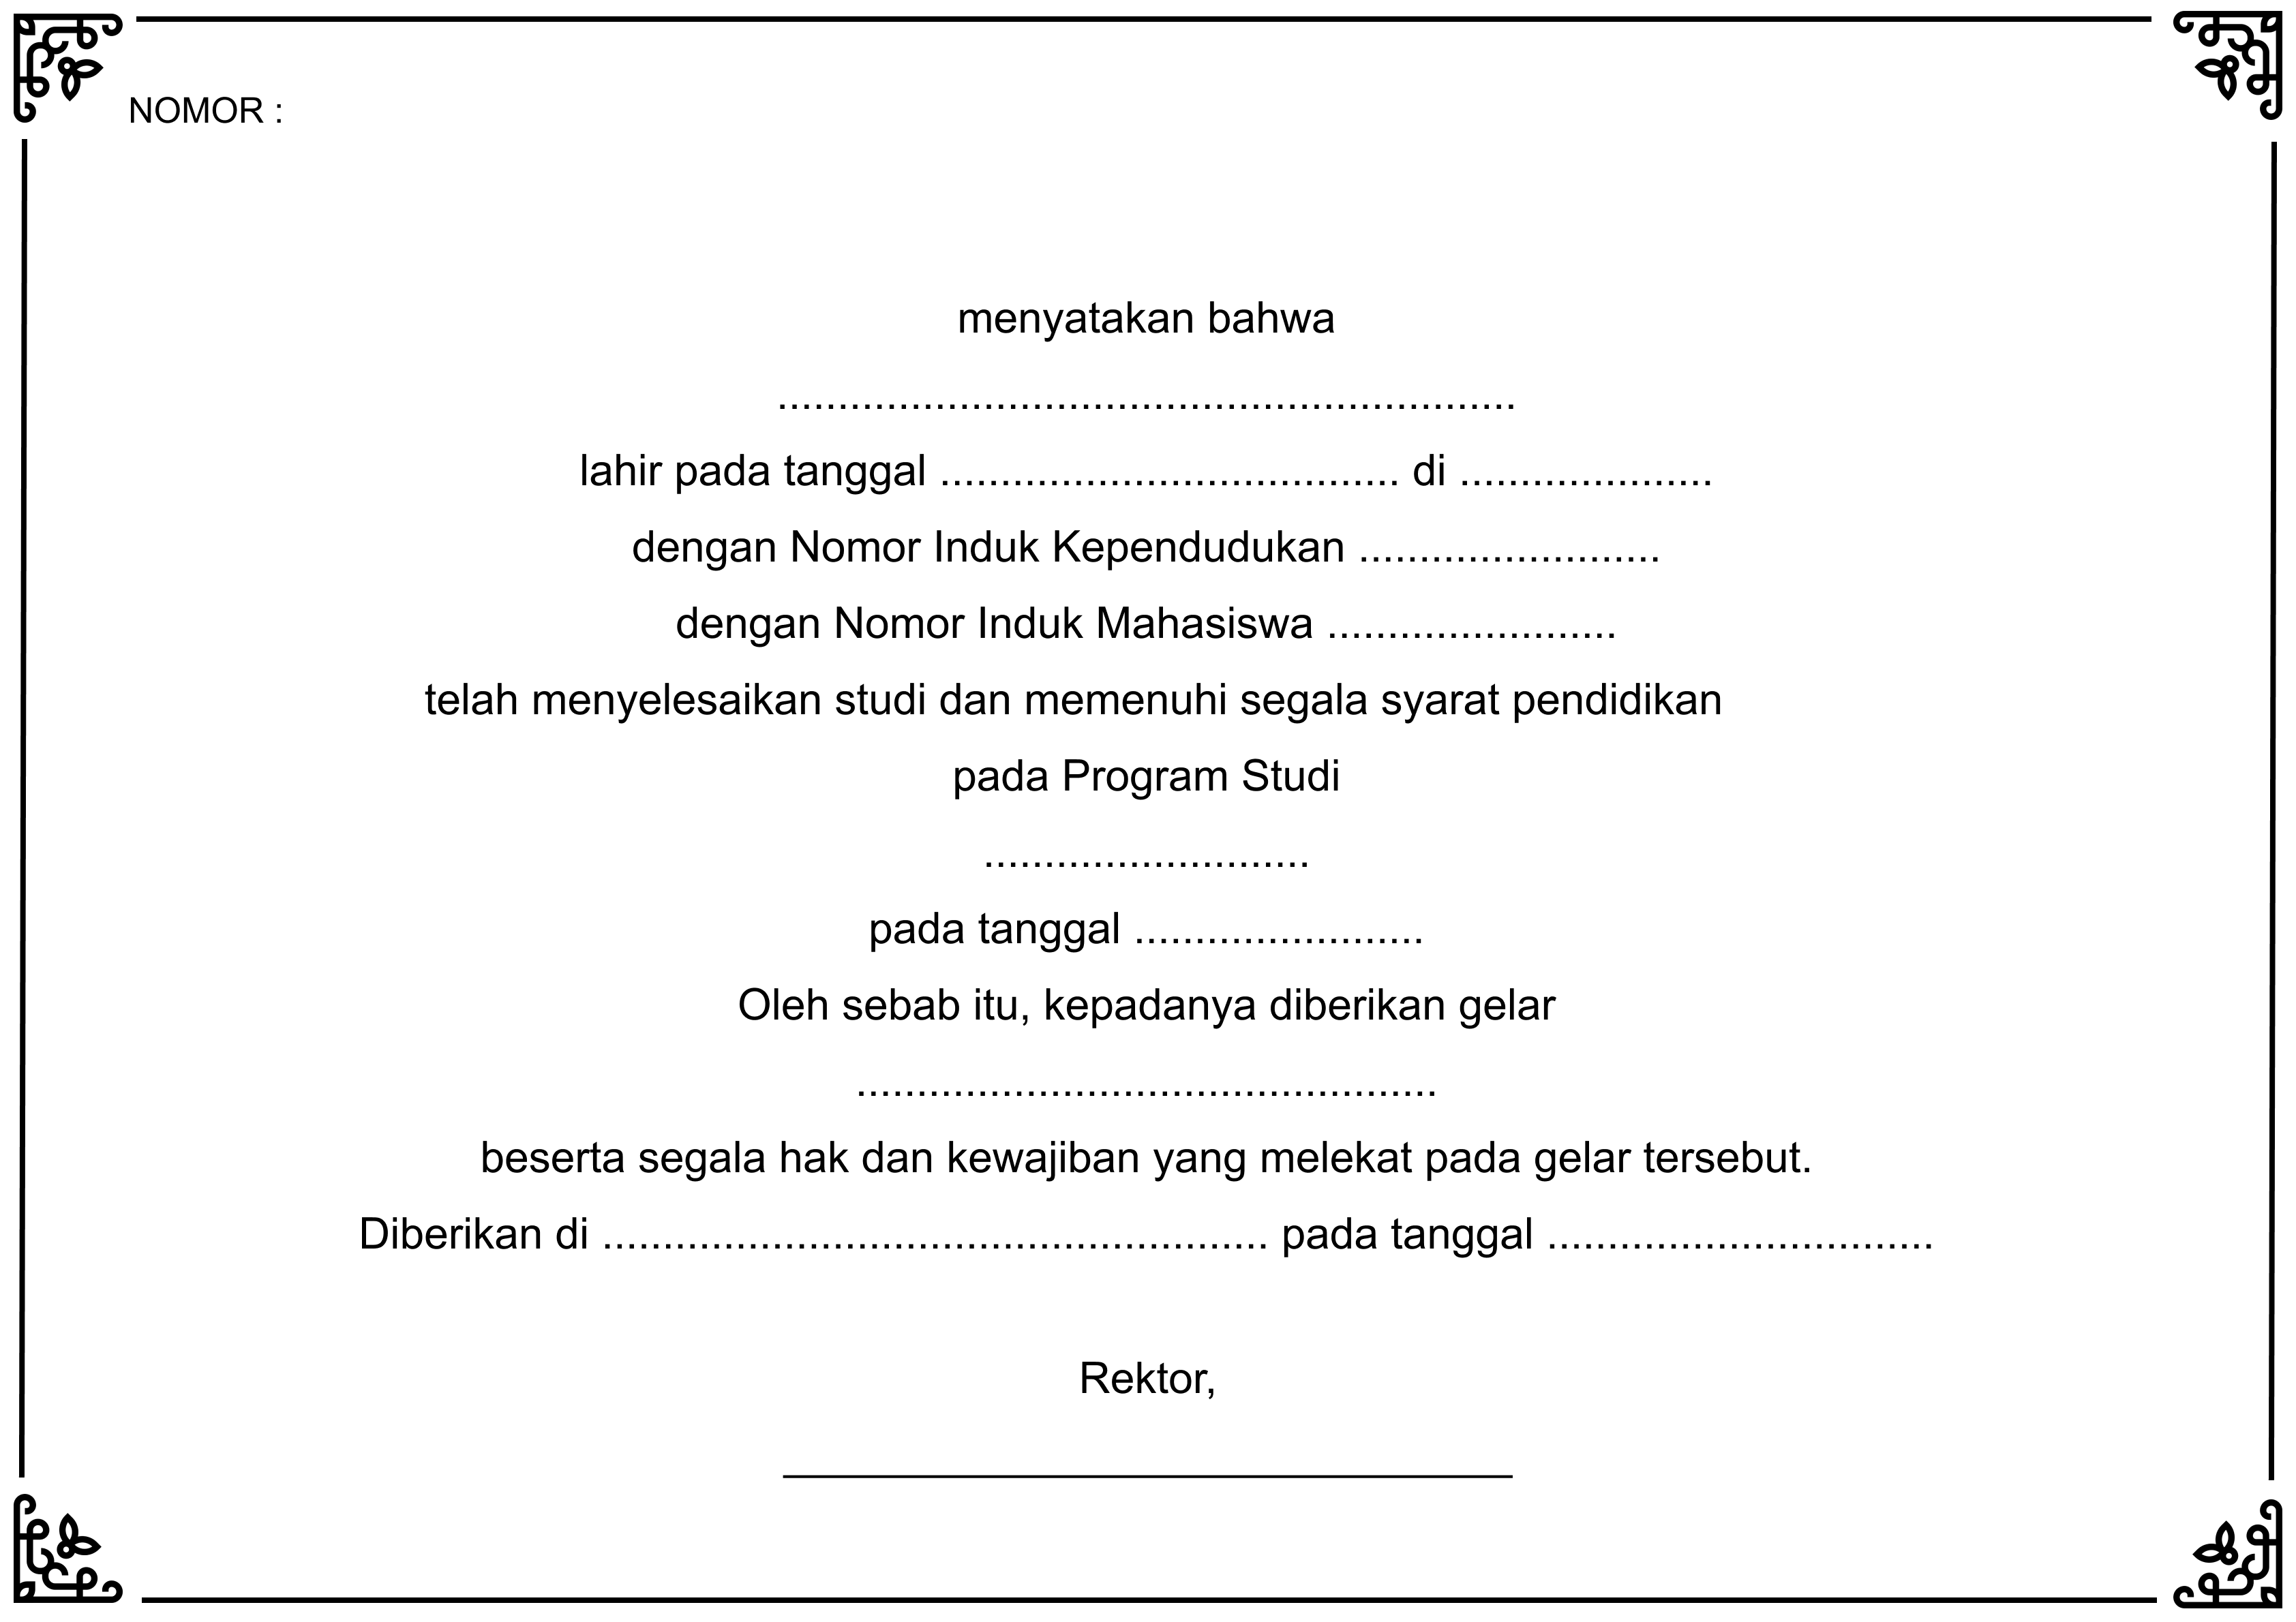 NOMOR :
menyatakan bahwa
.............................................................
lahir pada tanggal ...................................... di .....................
dengan Nomor Induk Kependudukan .........................
dengan Nomor Induk Mahasiswa ........................
telah menyelesaikan studi dan memenuhi segala syarat pendidikan
pada Program Studi
...........................
pada tanggal ........................
Oleh sebab itu, kepadanya diberikan gelar
................................................
beserta segala hak dan kewajiban yang melekat pada gelar tersebut.
Diberikan di ....................................................... pada tanggal ................................
Rektor,